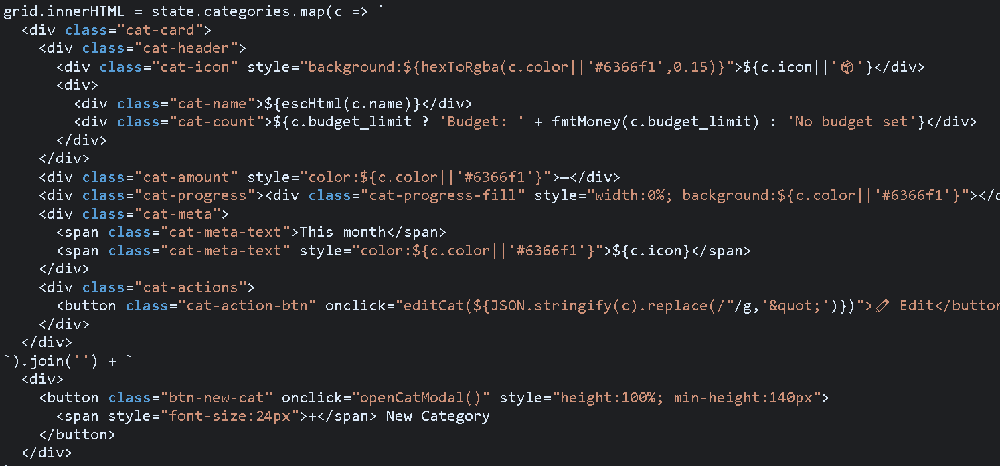 grid.innerHTML = state.categories.map(c => `
  <div class="cat-card">
    <div class="cat-header">
      <div class="cat-icon" style="background:${hexToRgba(c.color||'#6366f1',0.15)}">${c.icon||'📦'}</div>
      <div>
        <div class="cat-name">${escHtml(c.name)}</div>
        <div class="cat-count">${c.budget_limit ? 'Budget: ' + fmtMoney(c.budget_limit) : 'No budget set'}</div>
      </div>
    </div>
    <div class="cat-amount" style="color:${c.color||'#6366f1'}">—</div>
    <div class="cat-progress"><div class="cat-progress-fill" style="width:0%; background:${c.color||'#6366f1'}"></
    <div class="cat-meta">
      <span class="cat-meta-text">This month</span>
      <span class="cat-meta-text" style="color:${c.color||'#6366f1'}">${c.icon}</span>
    </div>
    <div class="cat-actions">
      <button class="cat-action-btn" onclick="editCat(${JSON.stringify(c).replace(/"/g,'&quot;')})">✏️ Edit</button
    </div>
  </div>
`).join('') + `
  <div>
    <button class="btn-new-cat" onclick="openCatModal()" style="height:100%; min-height:140px">
      <span style="font-size:24px">+</span> New Category
    </button>
  </div>